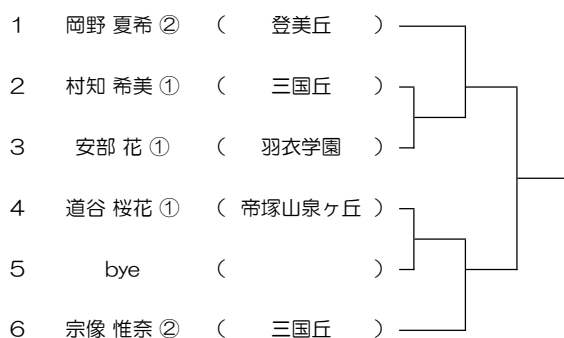 1 岡野 夏希 ② ( 登美丘 )
2 村知 希美 ① ( 三国丘 )
3 安部 花 ① ( 羽衣学園 )
4 道谷 桜花 ① ( 帝塚山泉ヶ丘 )
5 bye ( )
6 宗像 惟奈 ② ( 三国丘 )